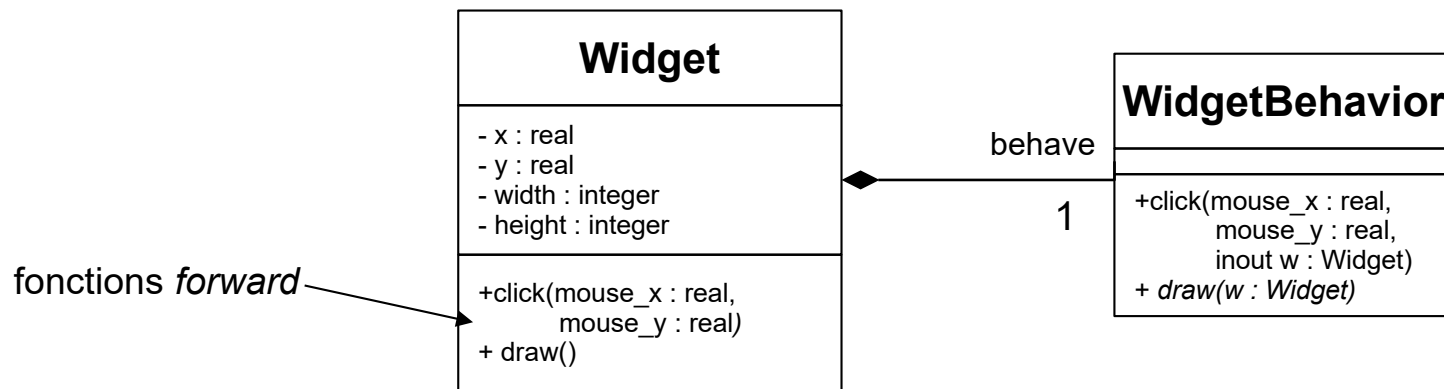 Widget
- x : real
- y : real
- width : integer
- height : integer
+click(mouse_x : real,
mouse_y : real)
+ draw()
fonctions forward
behave
1
WidgetBehavior
+click(mouse_x : real,
mouse_y : real,
inout w : Widget)
+ draw(w : Widget)